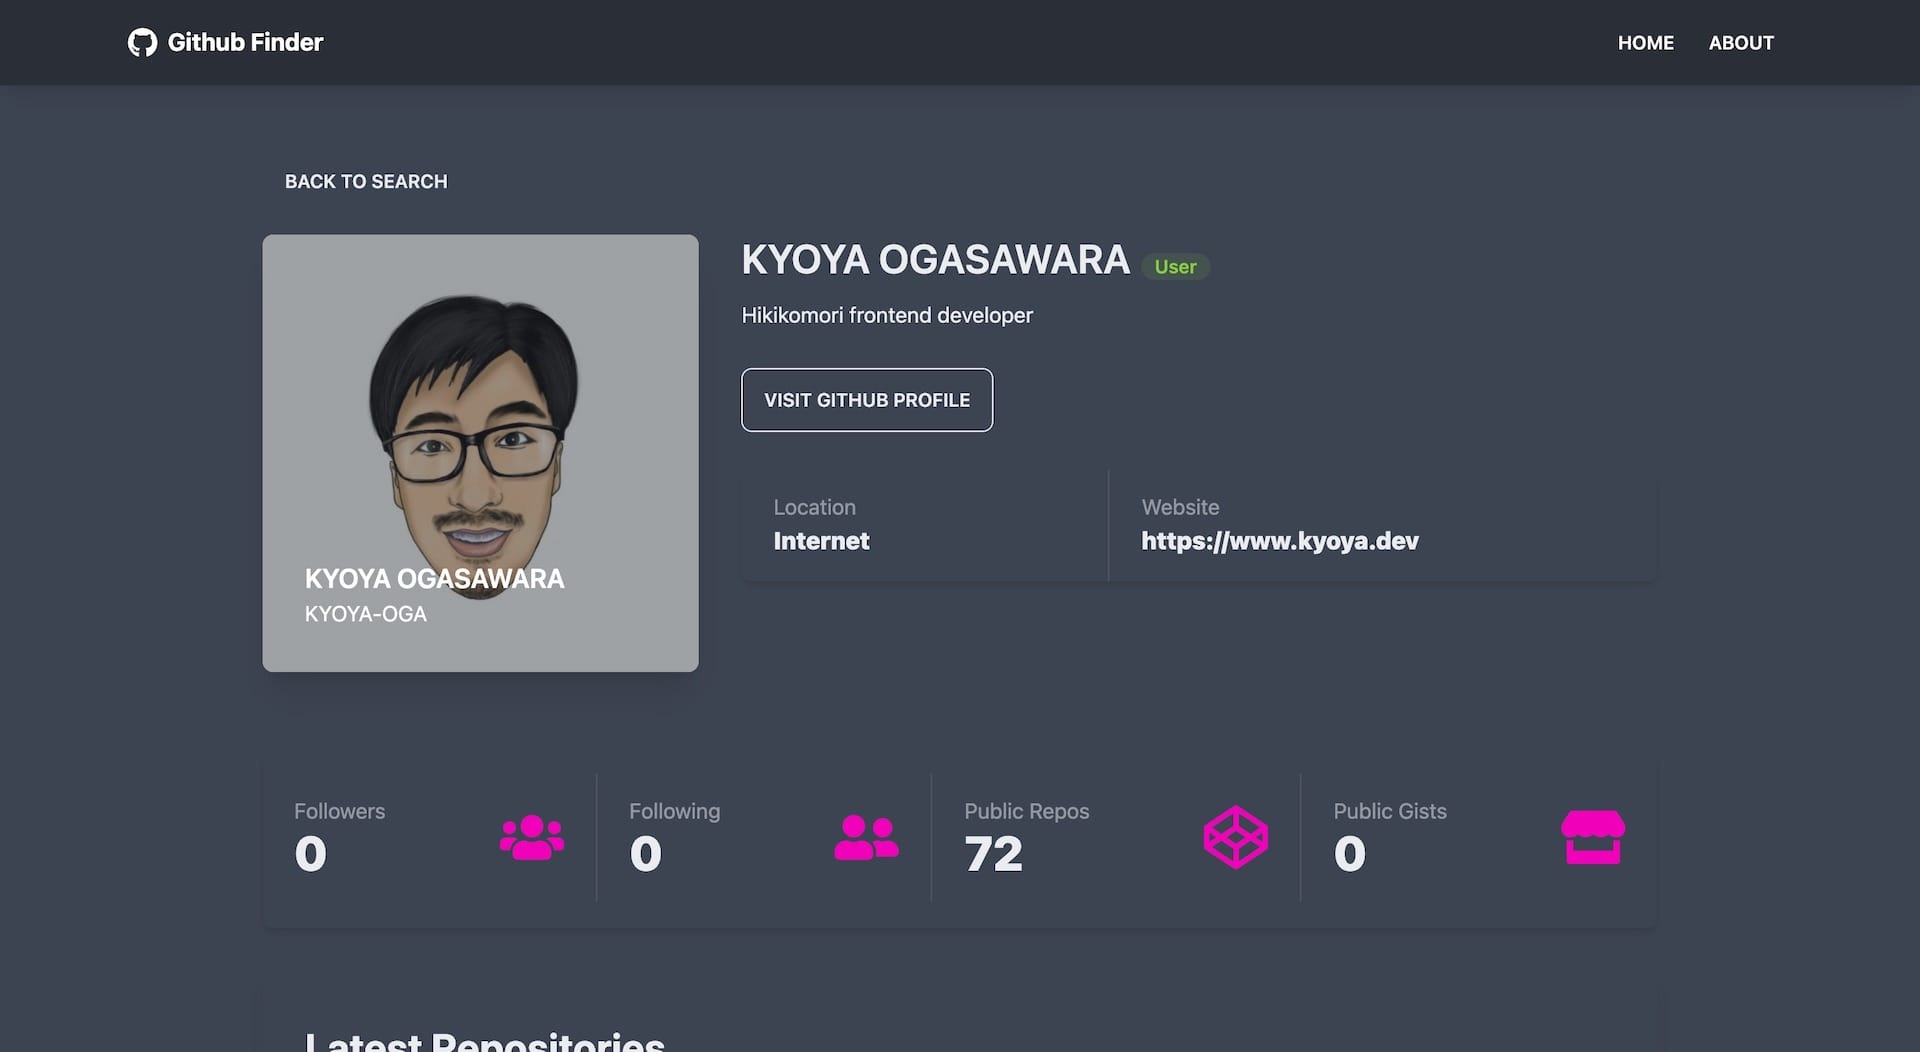 Github Finder
HOME
ABOUT
BACK TO SEARCH
KYOYA OGASAWARA
KYOYA-OGA
KYOYA OGASAWARA User
Hikikomori frontend developer
VISIT GITHUB PROFILE
Location
Internet
Website
https://www.kyoya.dev
Followers
0
Following
0
Public Repos
72
Public Gists
0
Latest Repositories